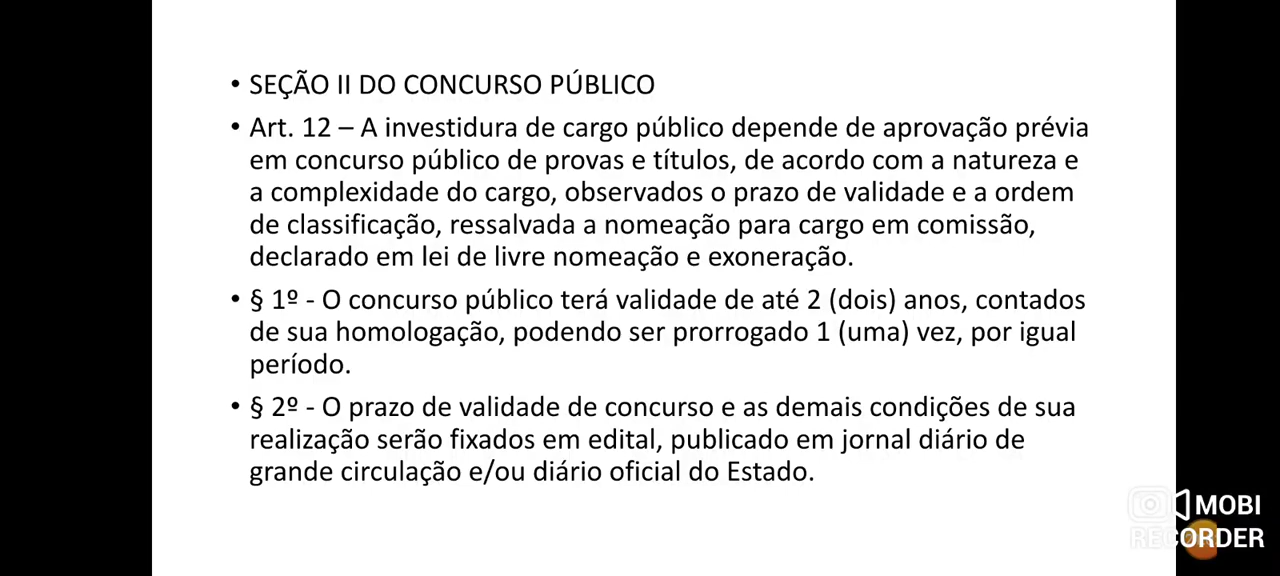 • SEÇÃO II DO CONCURSO PÚBLICO
• Art. 12 – A investidura de cargo público depende de aprovação prévia
em concurso público de provas e títulos, de acordo com a natureza e
a complexidade do cargo, observados o prazo de validade e a ordem
de classificação, ressalvada a nomeação para cargo em comissão,
declarado em lei de livre nomeação e exoneração.
• § 1º - O concurso público terá validade de até 2 (dois) anos, contados
de sua homologação, podendo ser prorrogado 1 (uma) vez, por igual
período.
• § 2º - O prazo de validade de concurso e as demais condições de sua
realização serão fixados em edital, publicado em jornal diário de
grande circulação e/ou diário oficial do Estado.
MOBI
RECORDER